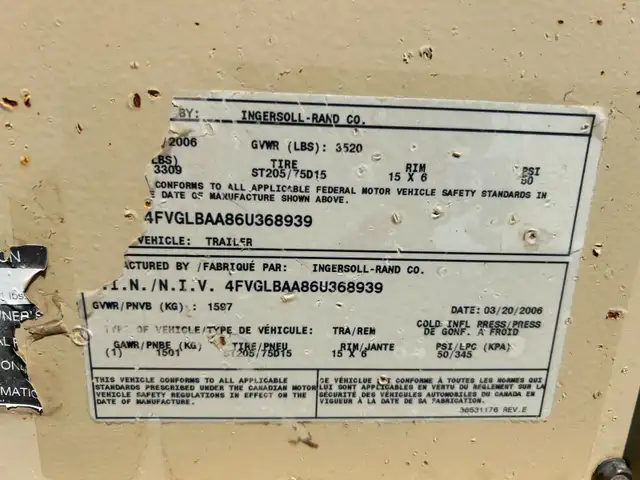 BY: INGERSOLL-RAND CO.
/2006 GVWR (LBS): 3520
LBS) TIRE RIM PSI
3309 ST205/75D15 15 X 6 50
CONFORMS TO ALL APPLICABLE FEDERAL MOTOR VEHICLE SAFETY STANDARDS IN
E DATE OF MANUFACTURE SHOWN ABOVE.
4FVGLBAA86U368939
VEHICLE: TRAILER
FACTURED BY /FABRIQUÉ PAR: INGERSOLL-RAND CO.
.I.N./N.I.V. 4FVGLBAA86U368939
GVWR/PNVB (KG) : 1597 DATE: 03/20/2006
TYPE OF VEHICLE/TYPE DE VÉHICULE: TRA/REM COLD INFL PRESS/PRESS
DE GONF. A FROID
GAWR/PNBE (KG) TIRE/PNEU RIM/JANTE PSI/LPC (KPA)
(1) 1501 ST205/75D15 15 X 6 50/345
THIS VEHICLE CONFORMS TO ALL APPLICABLE
STANDARDS PRESCRIBED UNDER THE CANADIAN MOTOR
VEHICLE SAFETY REGULATIONS IN EFFECT ON THE
DATE OF MANUFACTURE.
CE VÉHICULE EST CONFORME À TOUTES LES NORMES QUI
LUI SONT APPLICABLES EN VERTU DU RÈGLEMENT SUR LA
SÉCURITÉ DES VÉHICULES AUTOMOBILES DU CANADA EN
VIGUEUR À LA DATE DE SA FABRICATION.
36531176 REV.E
ION
lbs
WNER'S
ON
MATIC